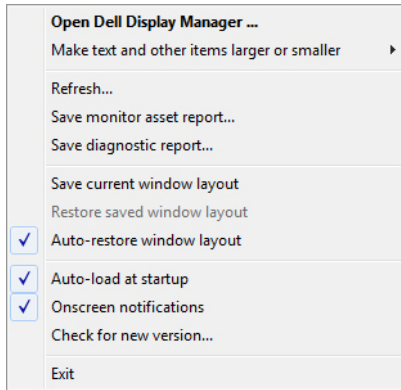 Open Dell Display Manager ...
Make text and other items larger or smaller
Refresh...
Save monitor asset report...
Save diagnostic report...
Save current window layout
Restore saved window layout
Auto-restore window layout
Auto-load at startup
Onscreen notifications
Check for new version...
Exit